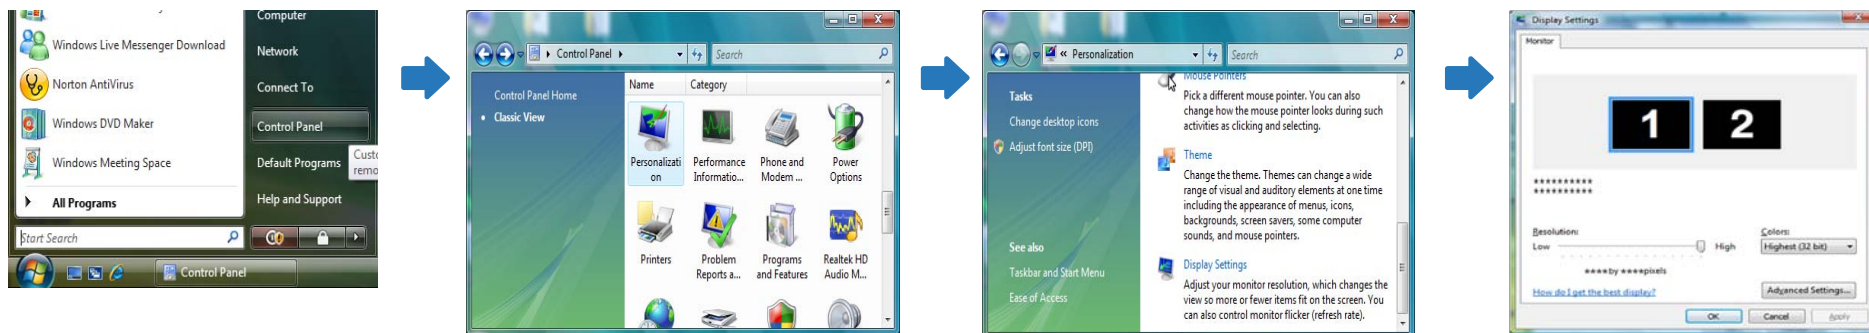 Computer
Windows Live Messenger Download
Network
Norton AntiVirus
Connect To
Windows DVD Maker
Control Panel
Windows Meeting Space
Default Programs
Custo
remo
All Programs
Help and Support
Start Search
Control Panel
Control Panel
Search
Control Panel Home
Classic View
Name
Category
Personalizati
on
Performance
Informatio...
Phone and
Modem ...
Power
Options
Printers
Problem
Reports a...
Programs
and Features
Realtek HD
Audio M...
« Personalization
Search
Tasks
Change desktop icons
Adjust font size (DPI)
See also
Taskbar and Start Menu
Ease of Access
Mouse Pointers
Pick a different mouse pointer. You can also
change how the mouse pointer looks during such
activities as clicking and selecting.
Theme
Change the theme. Themes can change a wide
range of visual and auditory elements at one time
including the appearance of menus, icons,
backgrounds, screen savers, some computer
sounds, and mouse pointers.
Display Settings
Adjust your monitor resolution, which changes the
view so more or fewer items fit on the screen. You
can also control monitor flicker (refresh rate).
Display Settings
Monitor
1
2
**********
**********
Resolution:
Low
High
****by ****pixels
Colors:
Highest (32 bit)
How do I get the best display?
Advanced Settings...
OK
Cancel
Apply